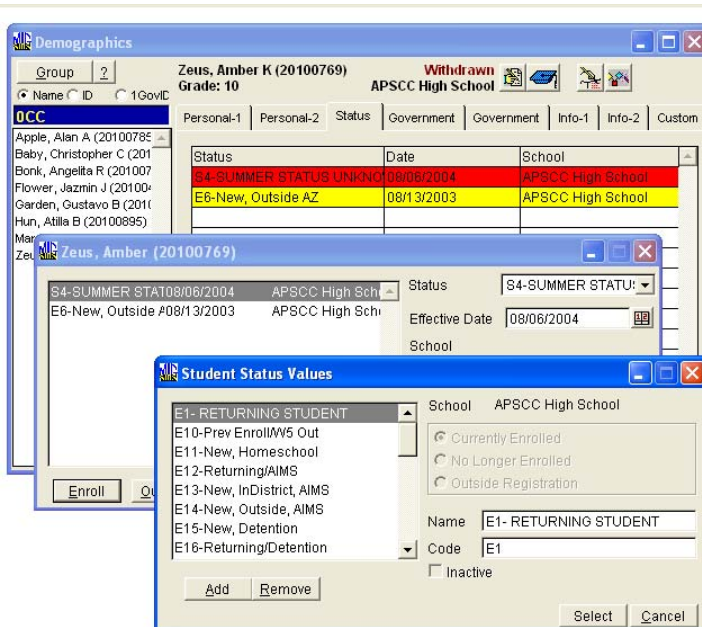 Demographics
Group ?
Name ID 1GovID
Zeus, Amber K (20100769) Withdrawn
Grade: 10 APSCC High School
0CC
Personal-1 Personal-2 Status Government Government Info-1 Info-2 Custom
Apple, Alan A (2010078
Baby, Christopher C (201
Bonk, Angelita R (201007
Flower, Jazmin J (20100
Garden, Gustavo B (201
Hun, Atilla B (20100895)
Mar
Zeu
Status Date School
S4-SUMMER STATUS UNKNO 08/06/2004 APSCC High School
E6-New, Outside AZ 08/13/2003 APSCC High School
Zeus, Amber (20100769)
S4-SUMMER STAT 08/06/2004 APSCC High Sch
E6-New, Outside A 08/13/2003 APSCC High Sch
Status S4-SUMMER STATU
Effective Date 08/06/2004
School
Enroll
Student Status Values
E1- RETURNING STUDENT
E10-Prev Enroll/W5 Out
E11-New, Homeschool
E12-Returning/AIMS
E13-New, InDistrict, AIMS
E14-New, Outside, AIMS
E15-New, Detention
E16-Returning/Detention
School APSCC High School
Currently Enrolled
No Longer Enrolled
Outside Registration
Name E1- RETURNING STUDENT
Code E1
Inactive
Add Remove
Select Cancel